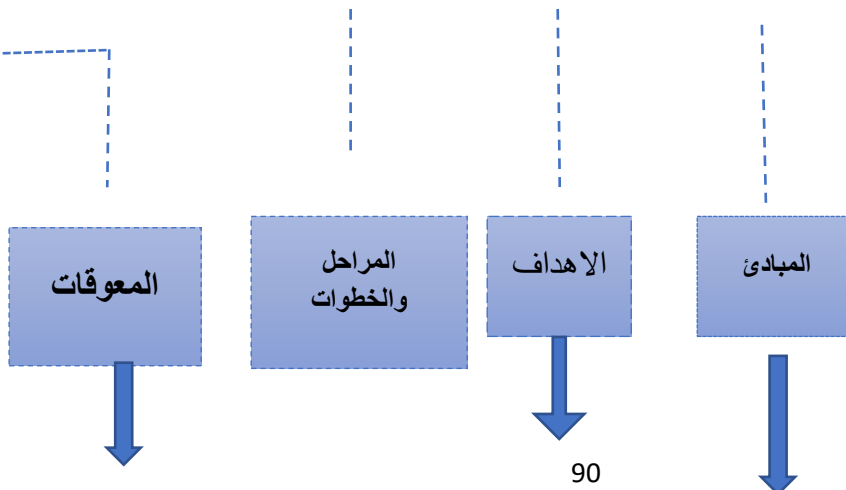 المبادئ
الاهداف
المراحل
والخطوات
المعوقات
90